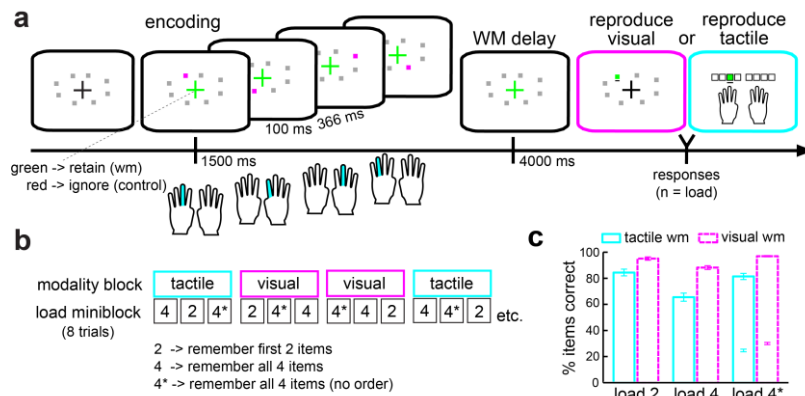 a
encoding
WM delay
reproduce visual
or
reproduce tactile
100 ms
366 ms
green -> retain (wm)
red -> ignore (control)
1500 ms
4000 ms
responses
(n = load)
b
modality block
tactile
visual
visual
tactile
load miniblock
(8 trials)
4 2 4* 2 4* 4 4* 4 2 4 4* 2 etc.
2 -> remember first 2 items
4 -> remember all 4 items
4* -> remember all 4 items (no order)
c
tactile wm
visual wm
% items correct
100
80
60
40
20
0
load 2
load 4
load 4*